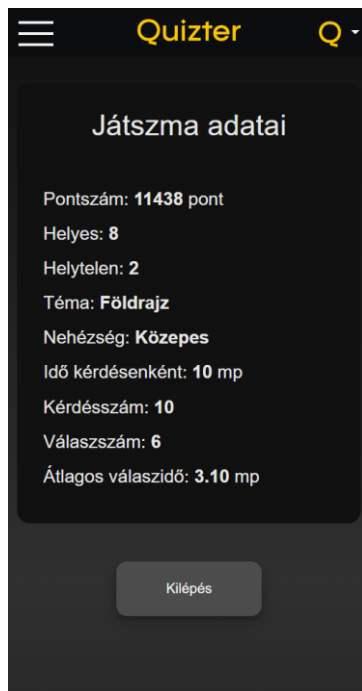 Quizter Q
Játszma adatai
Pontszám: 11438 pont
Helyes: 8
Helytelen: 2
Téma: Földrajz
Nehézség: Közepes
Idő kérdésenként: 10 mp
Kérdésszám: 10
Válaszszám: 6
Átlagos válaszidő: 3.10 mp
Kilépés